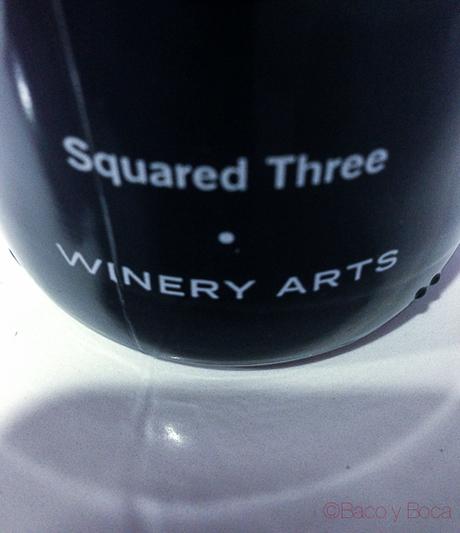 Squared Three
WINERY ARTS
©Baco y Boca